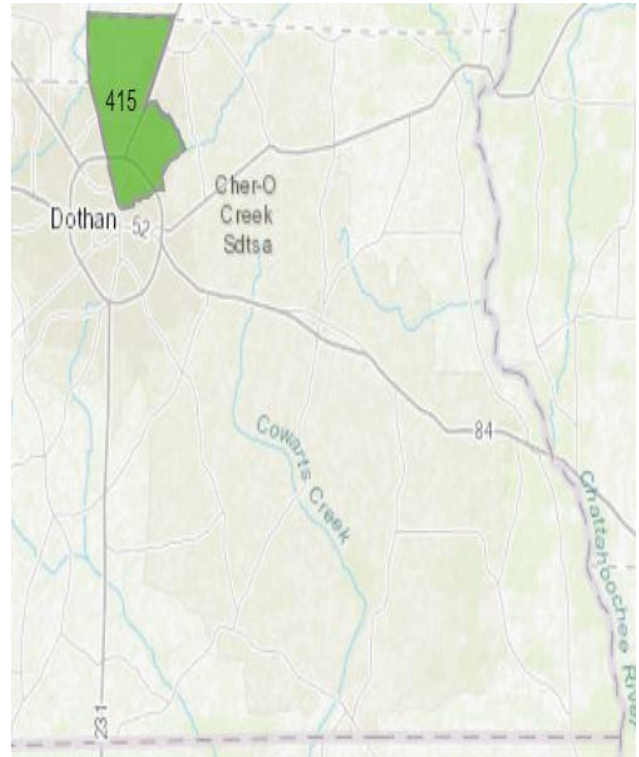 415
Cher-O
Creek
Sdtsa
Dothan
52
Cowarts Creek
84
Chattahoochee River
231